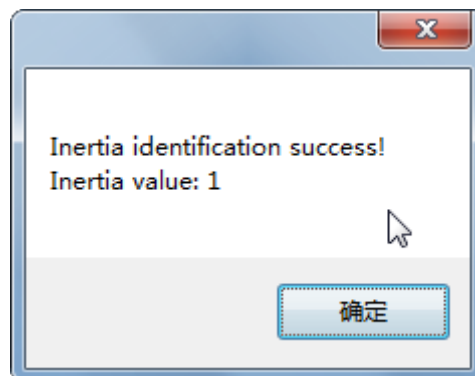 Inertia identification success!
Inertia value: 1
确定